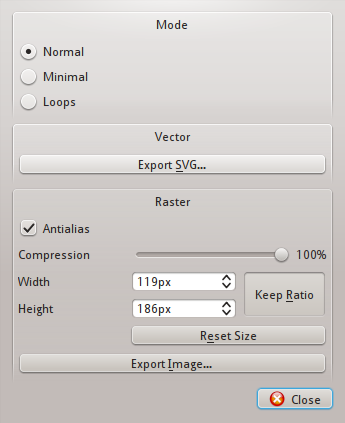 Mode
Normal
Minimal
Loops
Vector
Export SVG...
Raster
Antialias
Compression 100%
Width 119px
Keep Ratio
Height 186px
Reset Size
Export Image...
Close